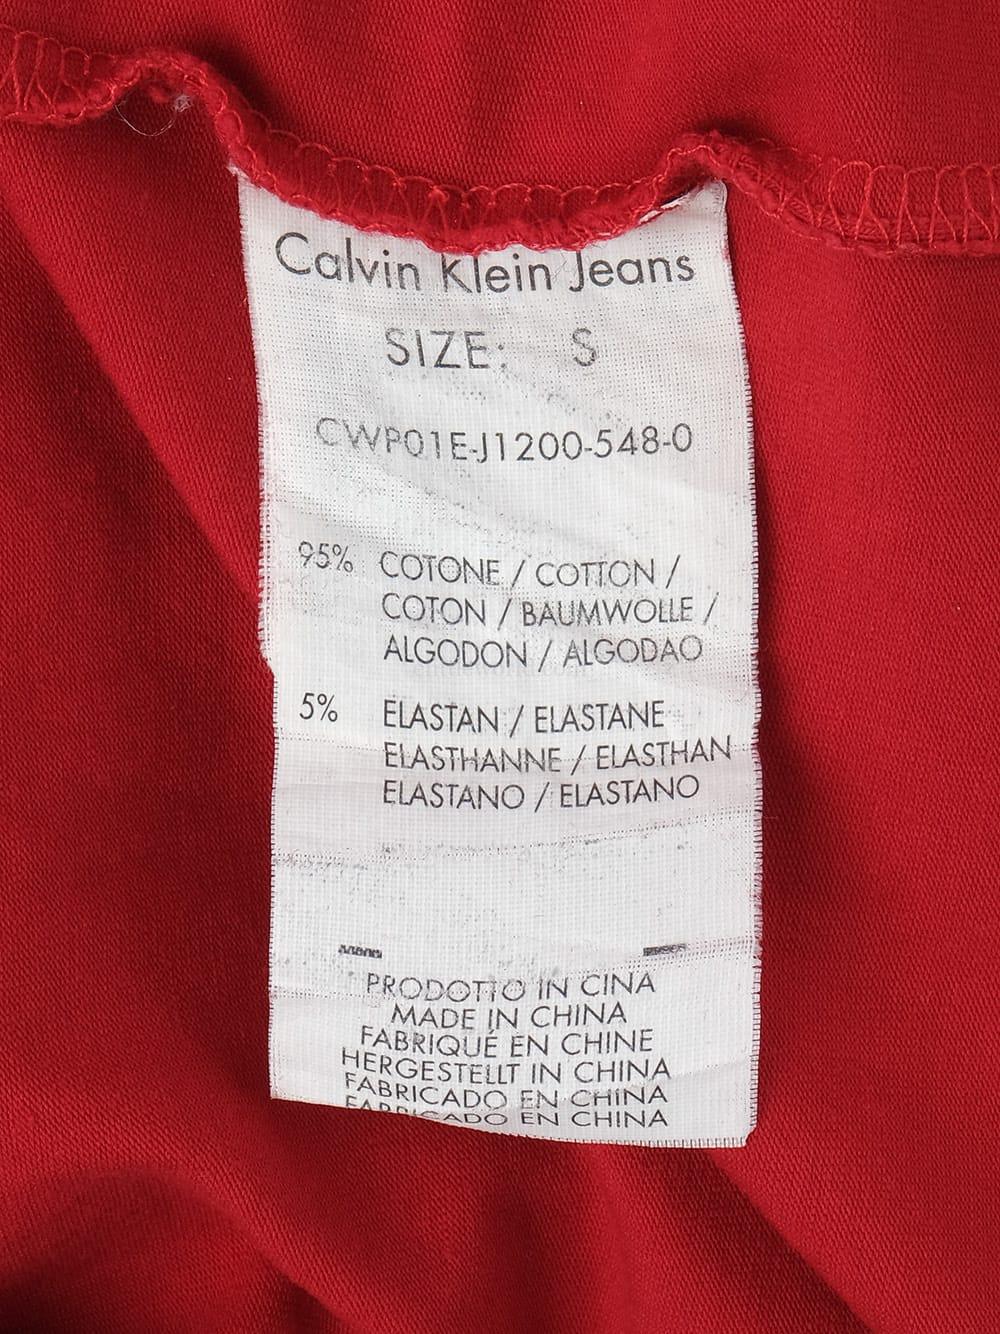 Calvin Klein Jeans
SIZE: S
CWP01E-J1200-548-0
95% COTONE / COTTON /
COTON / BAUMWOLLE /
ALGODON / ALGODAO
5% ELASTAN / ELASTANE
ELASTHANNE / ELASTHAN
ELASTANO / ELASTANO
PRODOTTO IN CINA
MADE IN CHINA
FABRIQUÉ EN CHINE
HERGESTELLT IN CHINA
FABRICADO EN CHINA
FABRICADO EN CHINA